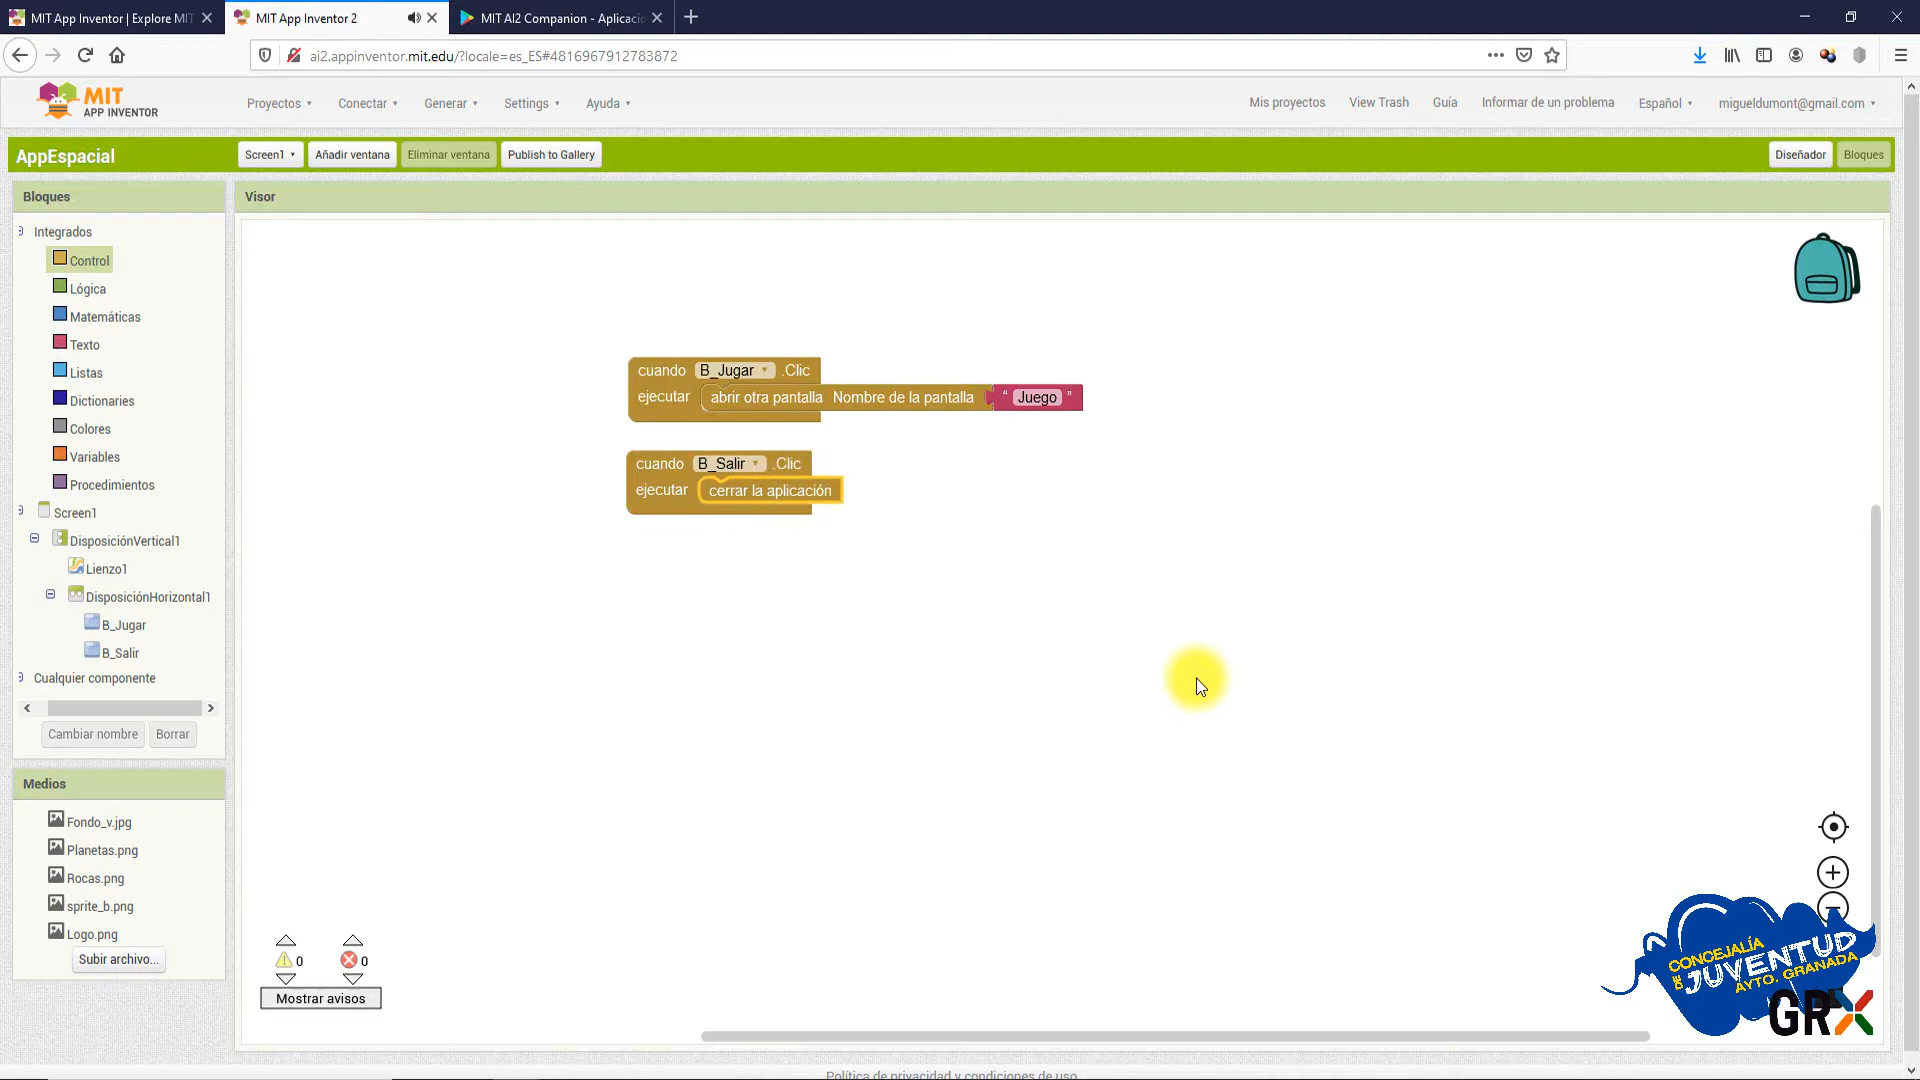 MIT App Inventor | Explore MIT
MIT App Inventor 2
MIT AI2 Companion - Aplicacio
ai2.appinventor.mit.edu/?locale=es_ES#4816967912783872
MIT
APP INVENTOR
Proyectos
Conectar
Generar
Settings
Ayuda
Mis proyectos
View Trash
Guía
Informar de un problema
Español
migueldumont@gmail.com
AppEspacial
Screen1
Añadir ventana
Eliminar ventana
Publish to Gallery
Diseñador
Bloques
Bloques
Visor
Integrados
Control
Lógica
Matemáticas
Texto
Listas
Dictionaries
Colores
Variables
Procedimientos
Screen1
DisposiciónVertical1
Lienzo1
DisposiciónHorizontal1
B_Jugar
B_Salir
Cualquier componente
Cambiar nombre
Borrar
Medios
Fondo_v.jpg
Planetas.png
Rocas.png
sprite_b.png
Logo.png
Subir archivo...
cuando B_Jugar .Clic
ejecutar abrir otra pantalla Nombre de la pantalla " Juego "
cuando B_Salir .Clic
ejecutar cerrar la aplicación
0
0
Mostrar avisos
CONCEJALÍA
DE JUVENTUD
AYTO. GRANADA
GRX
Política de privacidad y condiciones de uso